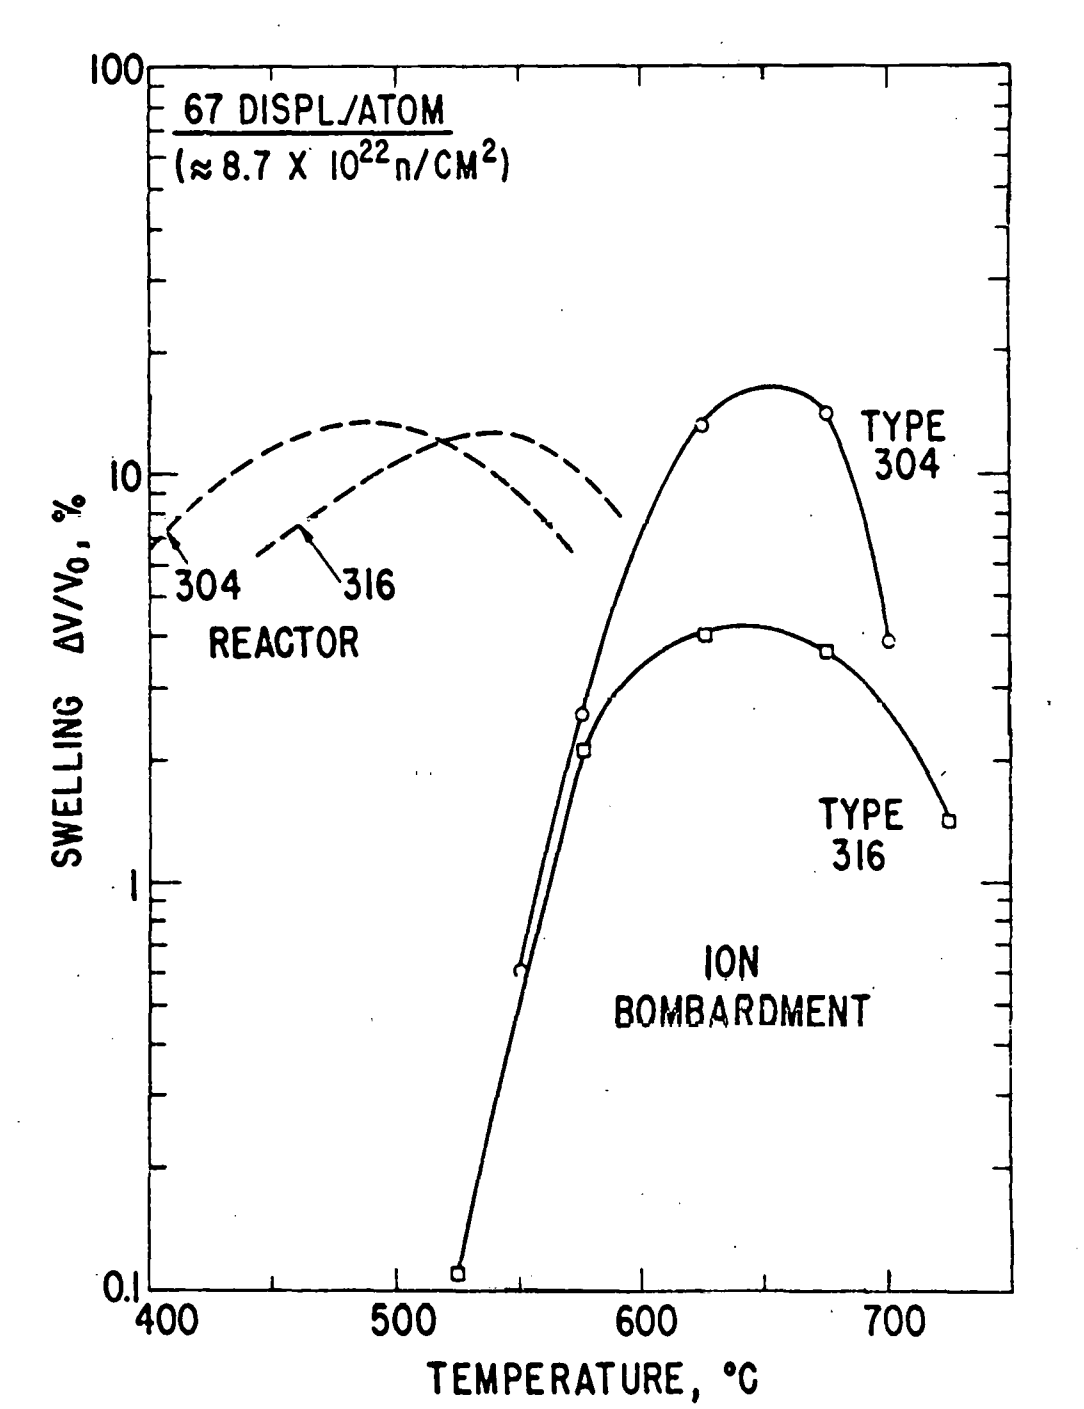 67 DISPL./ATOM
(≈ 8.7 X 10²² n/CM²)
100
10
1
0.1
SWELLING ΔV/V₀, %
304
316
REACTOR
TYPE
304
TYPE
316
ION
BOMBARDMENT
400
500
600
700
TEMPERATURE, °C